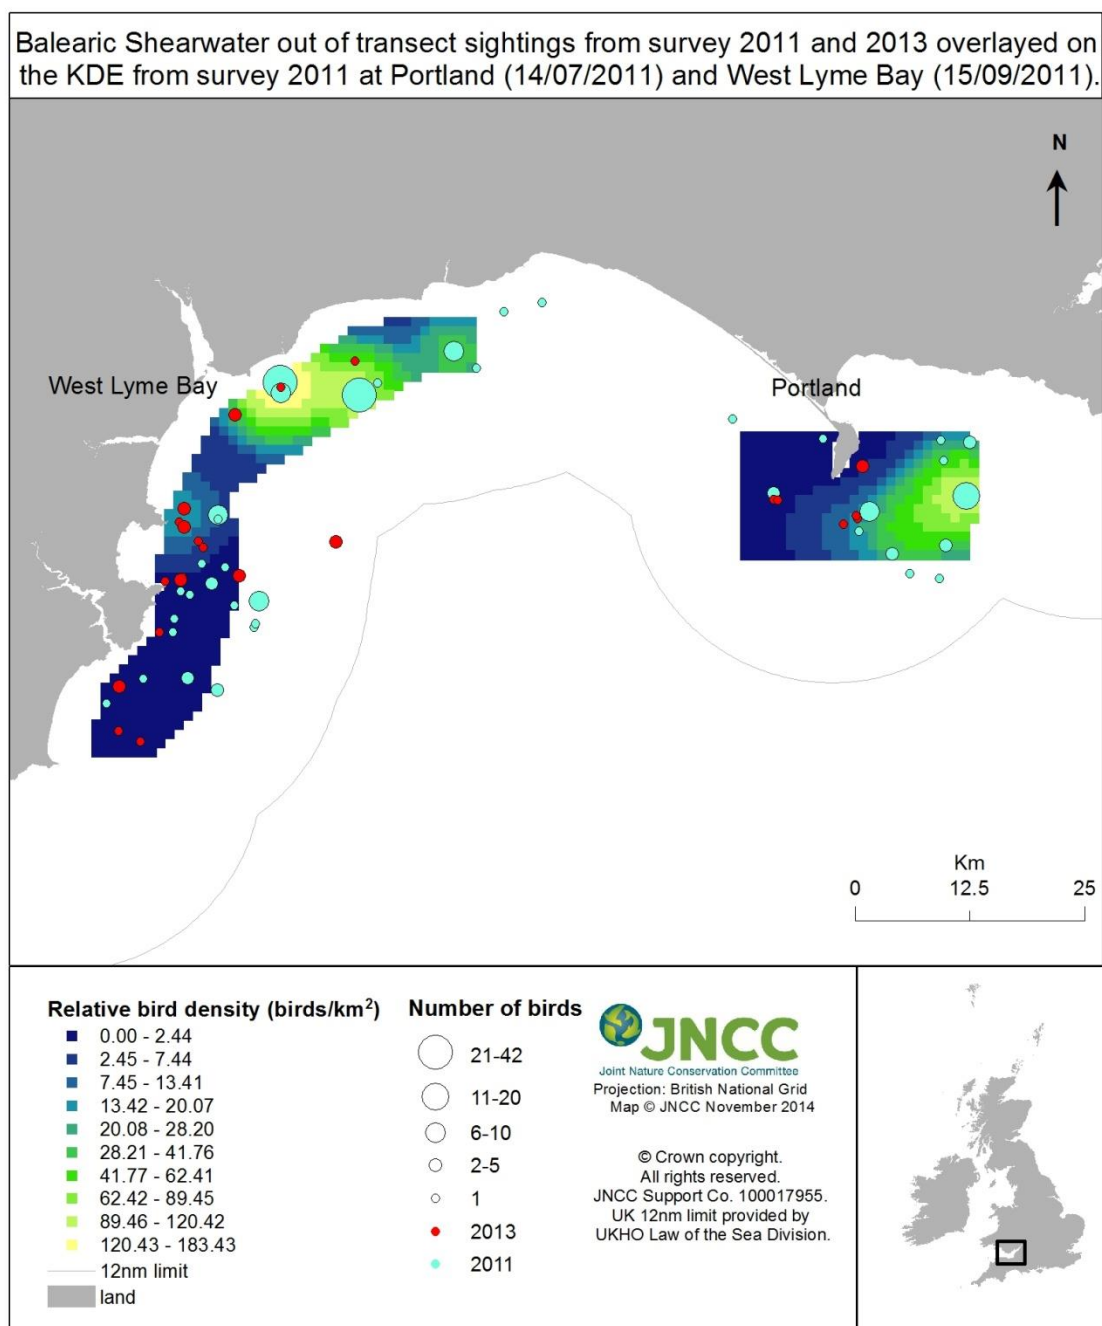 Balearic Shearwater out of transect sightings from survey 2011 and 2013 overlayed on
the KDE from survey 2011 at Portland (14/07/2011) and West Lyme Bay (15/09/2011).
N
West Lyme Bay
Portland
Km
0 12.5 25
Relative bird density (birds/km²)
0.00 - 2.44
2.45 - 7.44
7.45 - 13.41
13.42 - 20.07
20.08 - 28.20
28.21 - 41.76
41.77 - 62.41
62.42 - 89.45
89.46 - 120.42
120.43 - 183.43
12nm limit
land
Number of birds
21-42
11-20
6-10
2-5
1
2013
2011
JNCC
Joint Nature Conservation Committee
Projection: British National Grid
Map © JNCC November 2014
© Crown copyright.
All rights reserved.
JNCC Support Co. 100017955.
UK 12nm limit provided by
UKHO Law of the Sea Division.